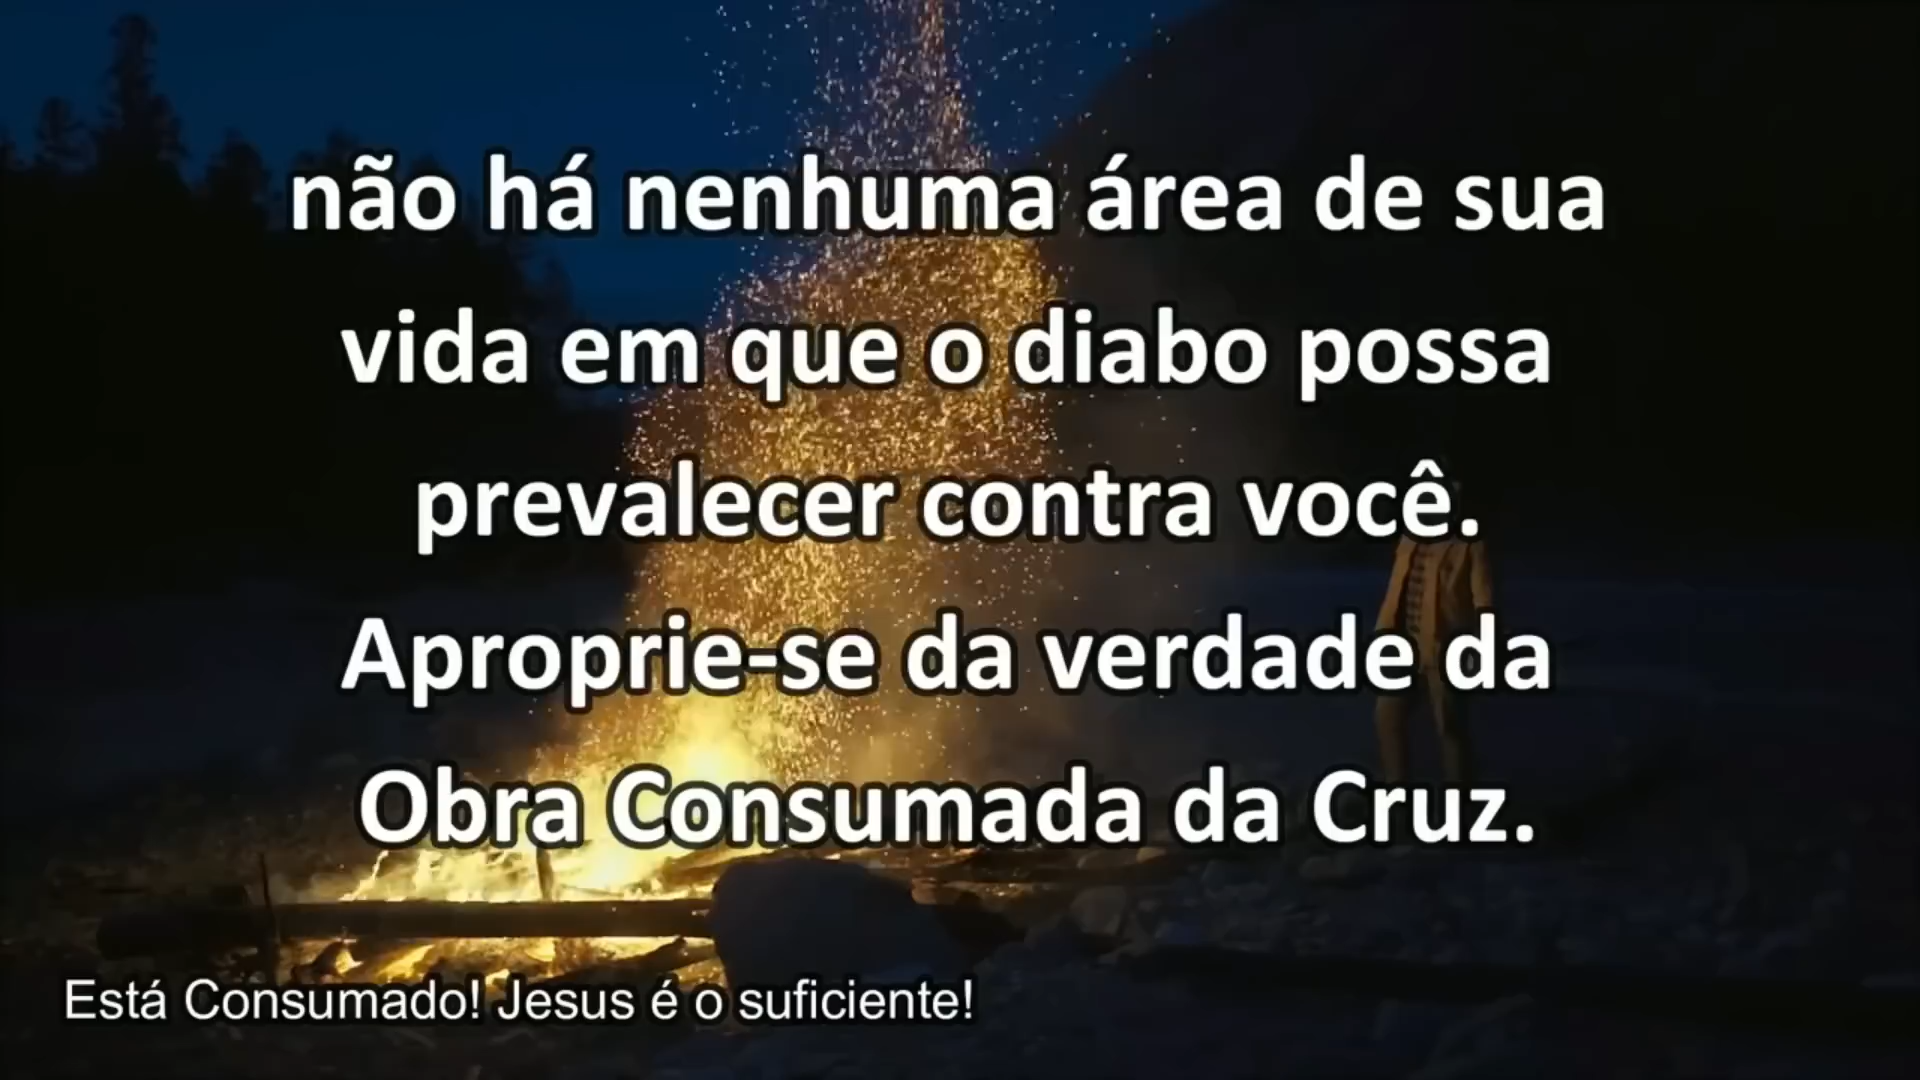 não há nenhuma área de sua
vida em que o diabo possa
prevalecer contra você.
Aproprie-se da verdade da
Obra Consumada da Cruz.
Está Consumado! Jesus é o suficiente!